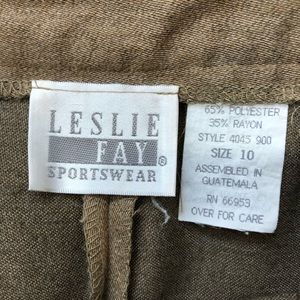 LESLIE
FAY®
SPORTSWEAR
65% POLYESTER
35% RAYON
STYLE 4045 900
SIZE 10
ASSEMBLED IN
GUATEMALA
RN 66953
OVER FOR CARE